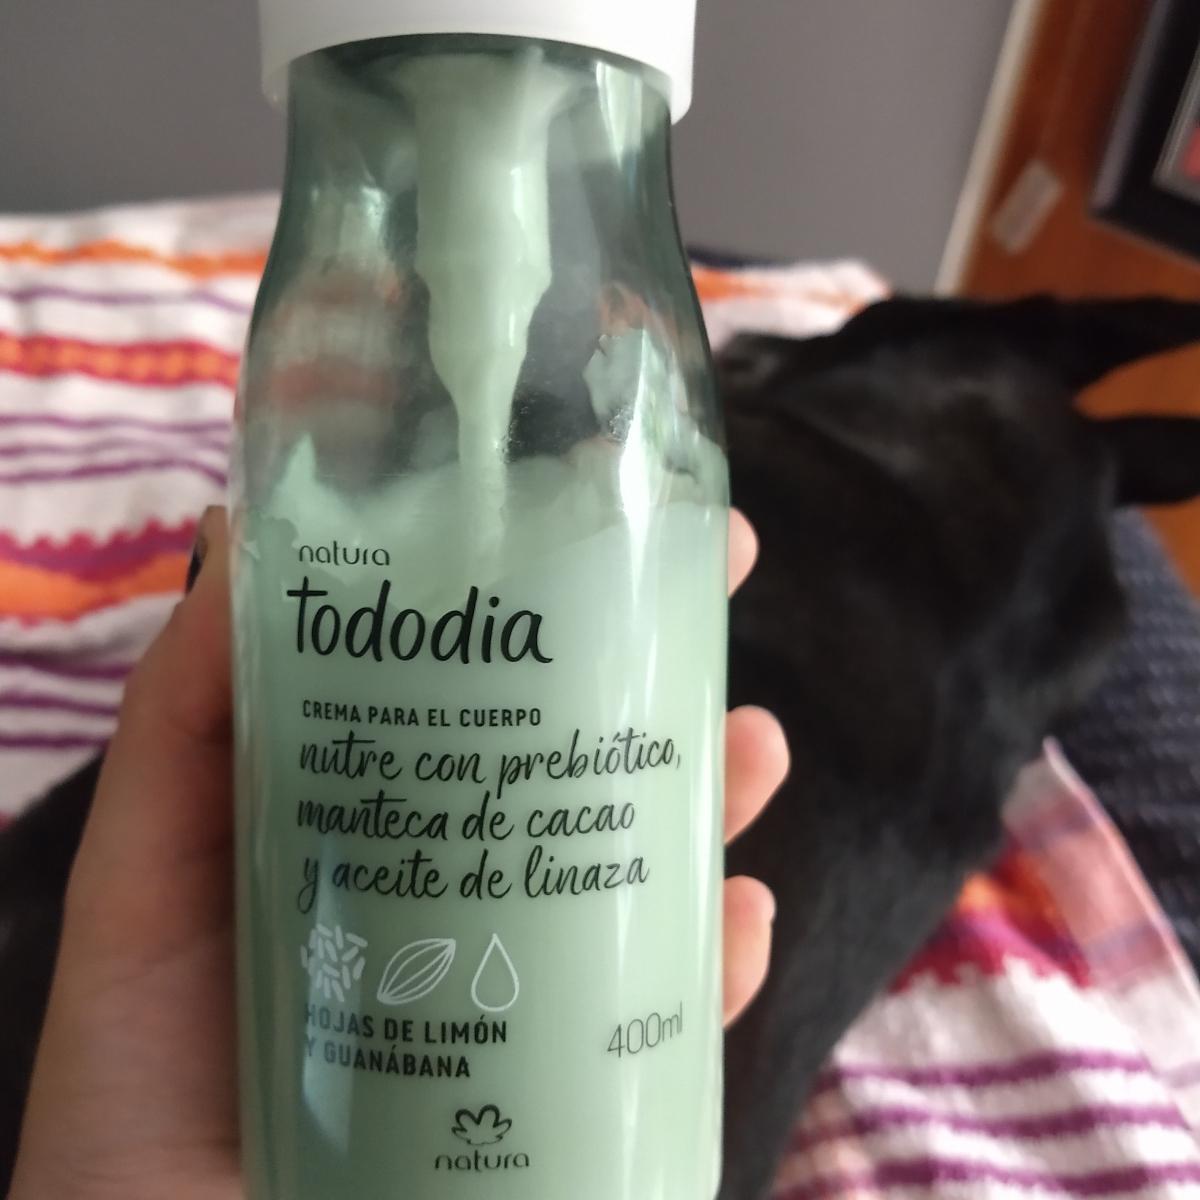 natura
tododia
CREMA PARA EL CUERPO
nutre con prebiótico,
manteca de cacao
y aceite de linaza
HOJAS DE LIMÓN
Y GUANÁBANA
400ml
natura